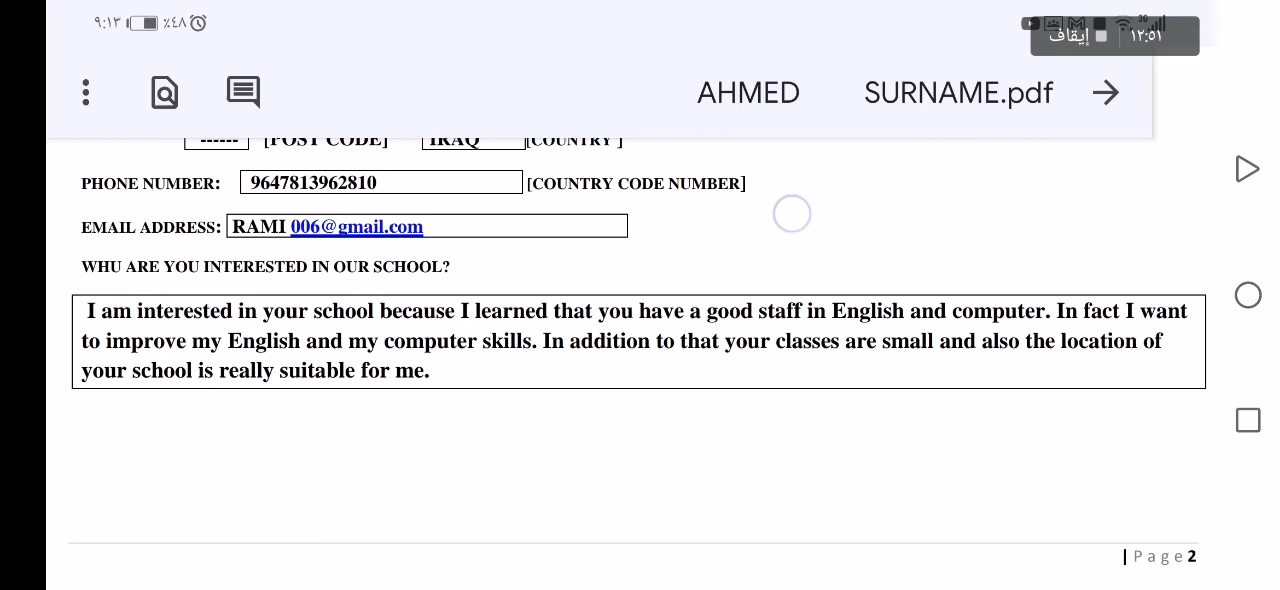 ٩:١٣ ٪٤٨ 3G
إيقاف ١٢:٥١
AHMED SURNAME.pdf
------ [POST CODE] IRAQ [COUNTRY ]
PHONE NUMBER: 9647813962810 [COUNTRY CODE NUMBER]
EMAIL ADDRESS: RAMI 006@gmail.com
WHU ARE YOU INTERESTED IN OUR SCHOOL?
I am interested in your school because I learned that you have a good staff in English and computer. In fact I want
to improve my English and my computer skills. In addition to that your classes are small and also the location of
your school is really suitable for me.
| Page 2